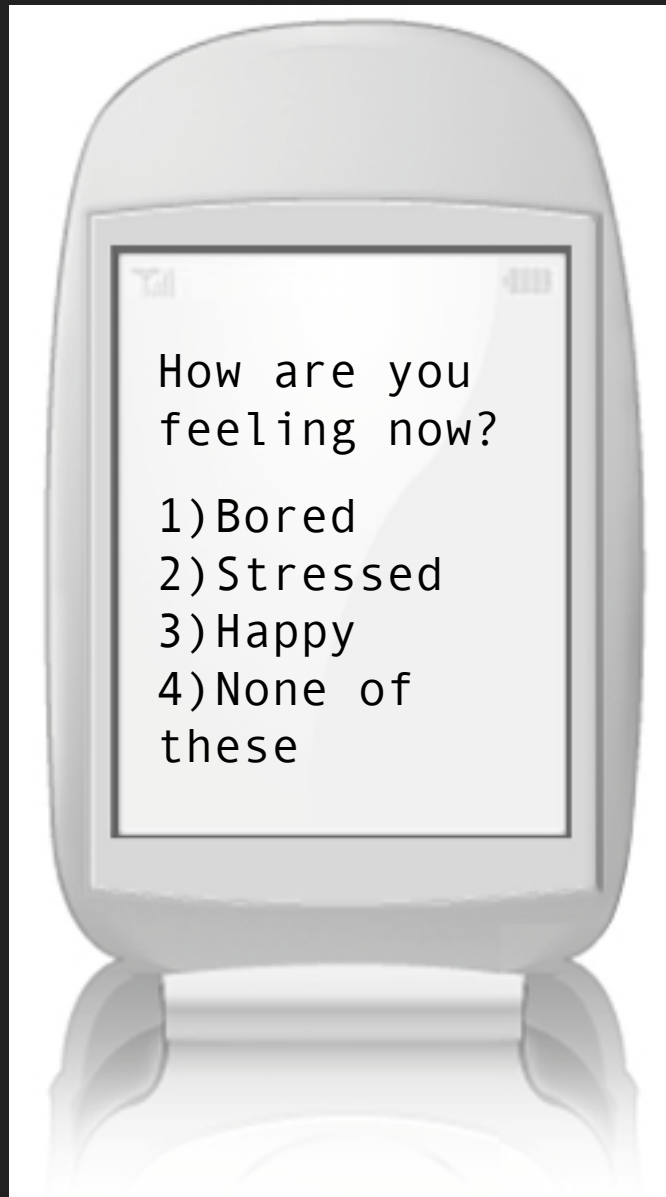 How are you
feeling now?
1)Bored
2)Stressed
3)Happy
4)None of
these